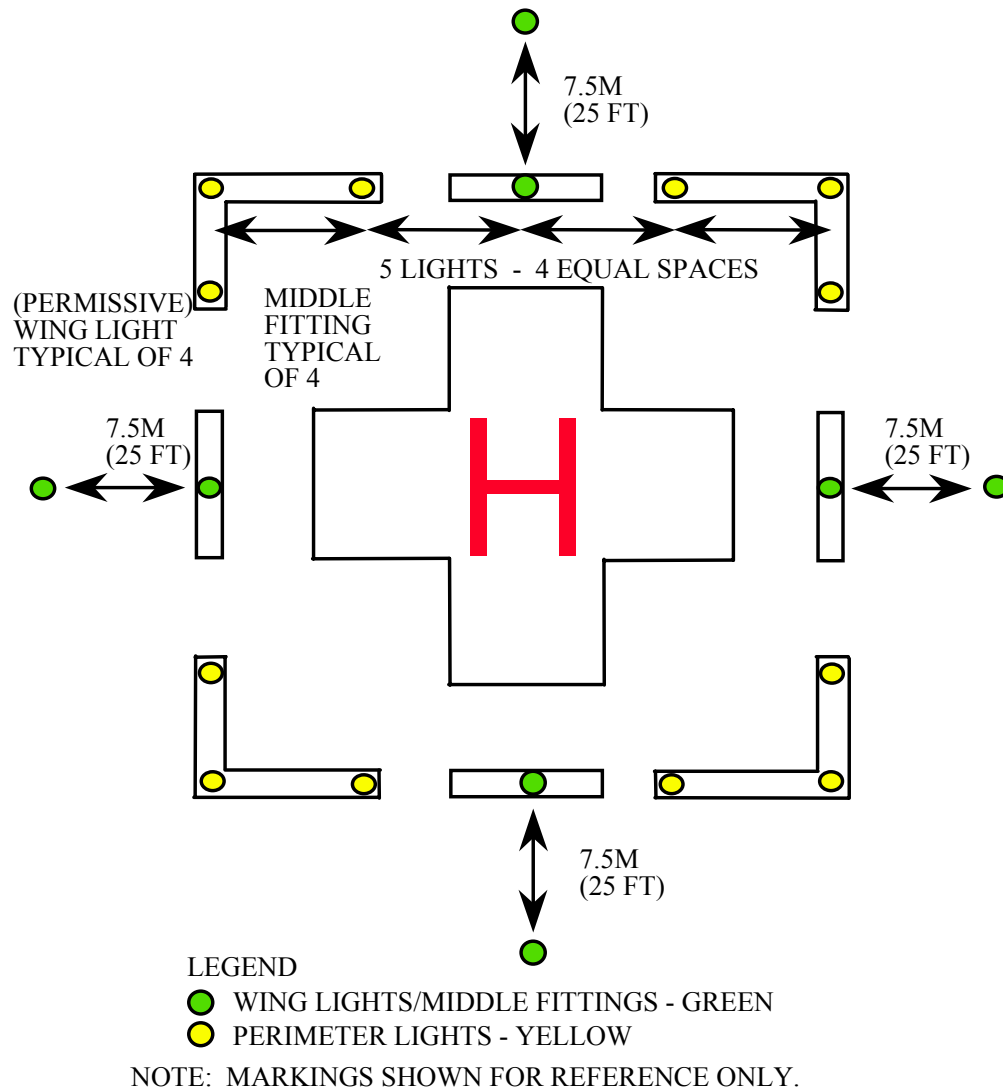 7.5M
(25 FT)
5 LIGHTS - 4 EQUAL SPACES
(PERMISSIVE)
WING LIGHT
TYPICAL OF 4
MIDDLE
FITTING
TYPICAL
OF 4
7.5M
(25 FT)
H
7.5M
(25 FT)
7.5M
(25 FT)
LEGEND
WING LIGHTS/MIDDLE FITTINGS - GREEN
PERIMETER LIGHTS - YELLOW
NOTE: MARKINGS SHOWN FOR REFERENCE ONLY.